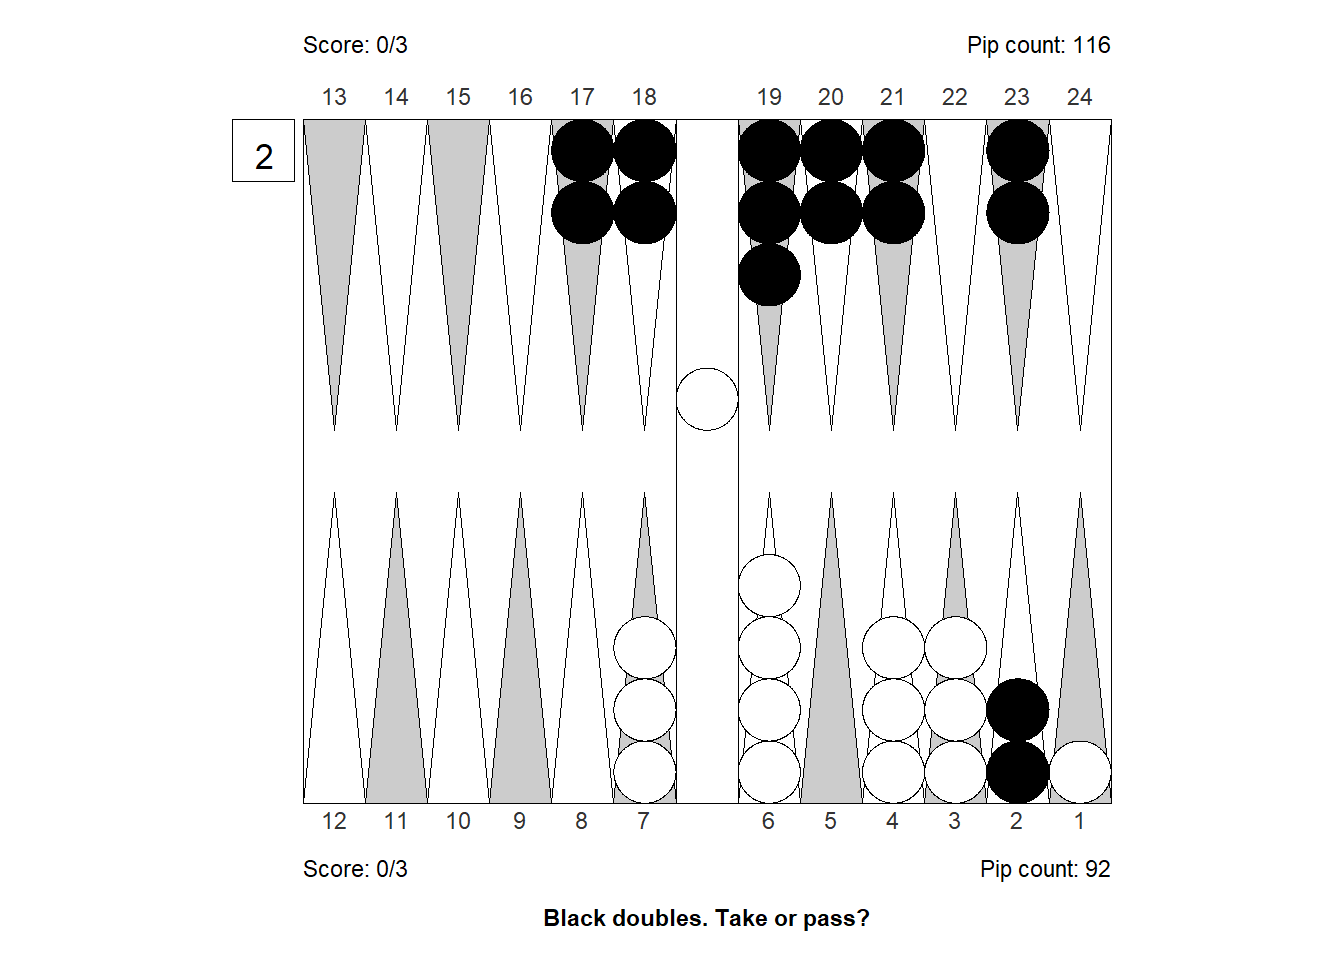 Score: 0/3 Pip count: 116
13 14 15 16 17 18 19 20 21 22 23 24
2
12 11 10 9 8 7 6 5 4 3 2 1
Score: 0/3 Pip count: 92
Black doubles. Take or pass?